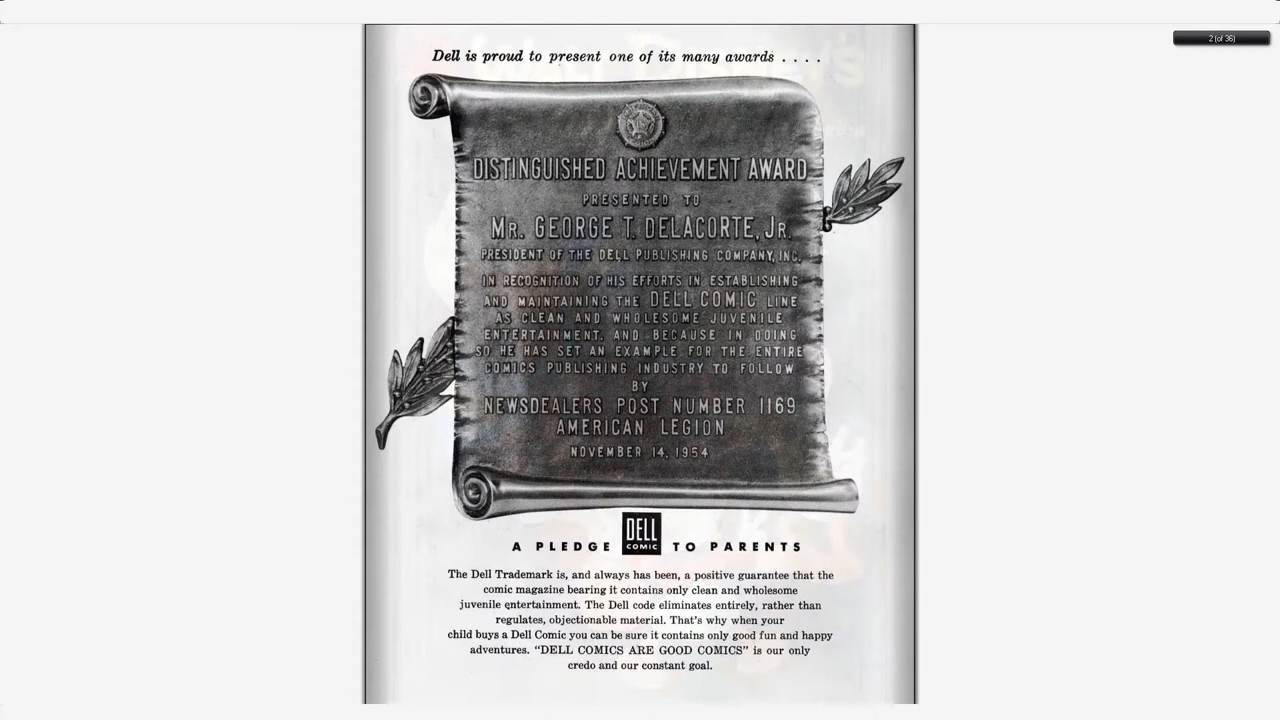 2 (of 36)
Dell is proud to present one of its many awards . . . .
DISTINGUISHED ACHIEVEMENT AWARD
PRESENTED TO
MR. GEORGE T. DELACORTE, JR.
PRESIDENT OF THE DELL PUBLISHING COMPANY, INC.
IN RECOGNITION OF HIS EFFORTS IN ESTABLISHING
AND MAINTAINING THE DELL COMIC LINE
AS CLEAN AND WHOLESOME JUVENILE
ENTERTAINMENT. AND BECAUSE IN DOING
SO HE HAS SET AN EXAMPLE FOR THE ENTIRE
COMICS PUBLISHING INDUSTRY TO FOLLOW
BY
NEWSDEALERS POST NUMBER 1169
AMERICAN LEGION
NOVEMBER 14, 1954
A PLEDGE DELL COMIC TO PARENTS
The Dell Trademark is, and always has been, a positive guarantee that the
comic magazine bearing it contains only clean and wholesome
juvenile entertainment. The Dell code eliminates entirely, rather than
regulates, objectionable material. That's why when your
child buys a Dell Comic you can be sure it contains only good fun and happy
adventures. “DELL COMICS ARE GOOD COMICS” is our only
credo and our constant goal.